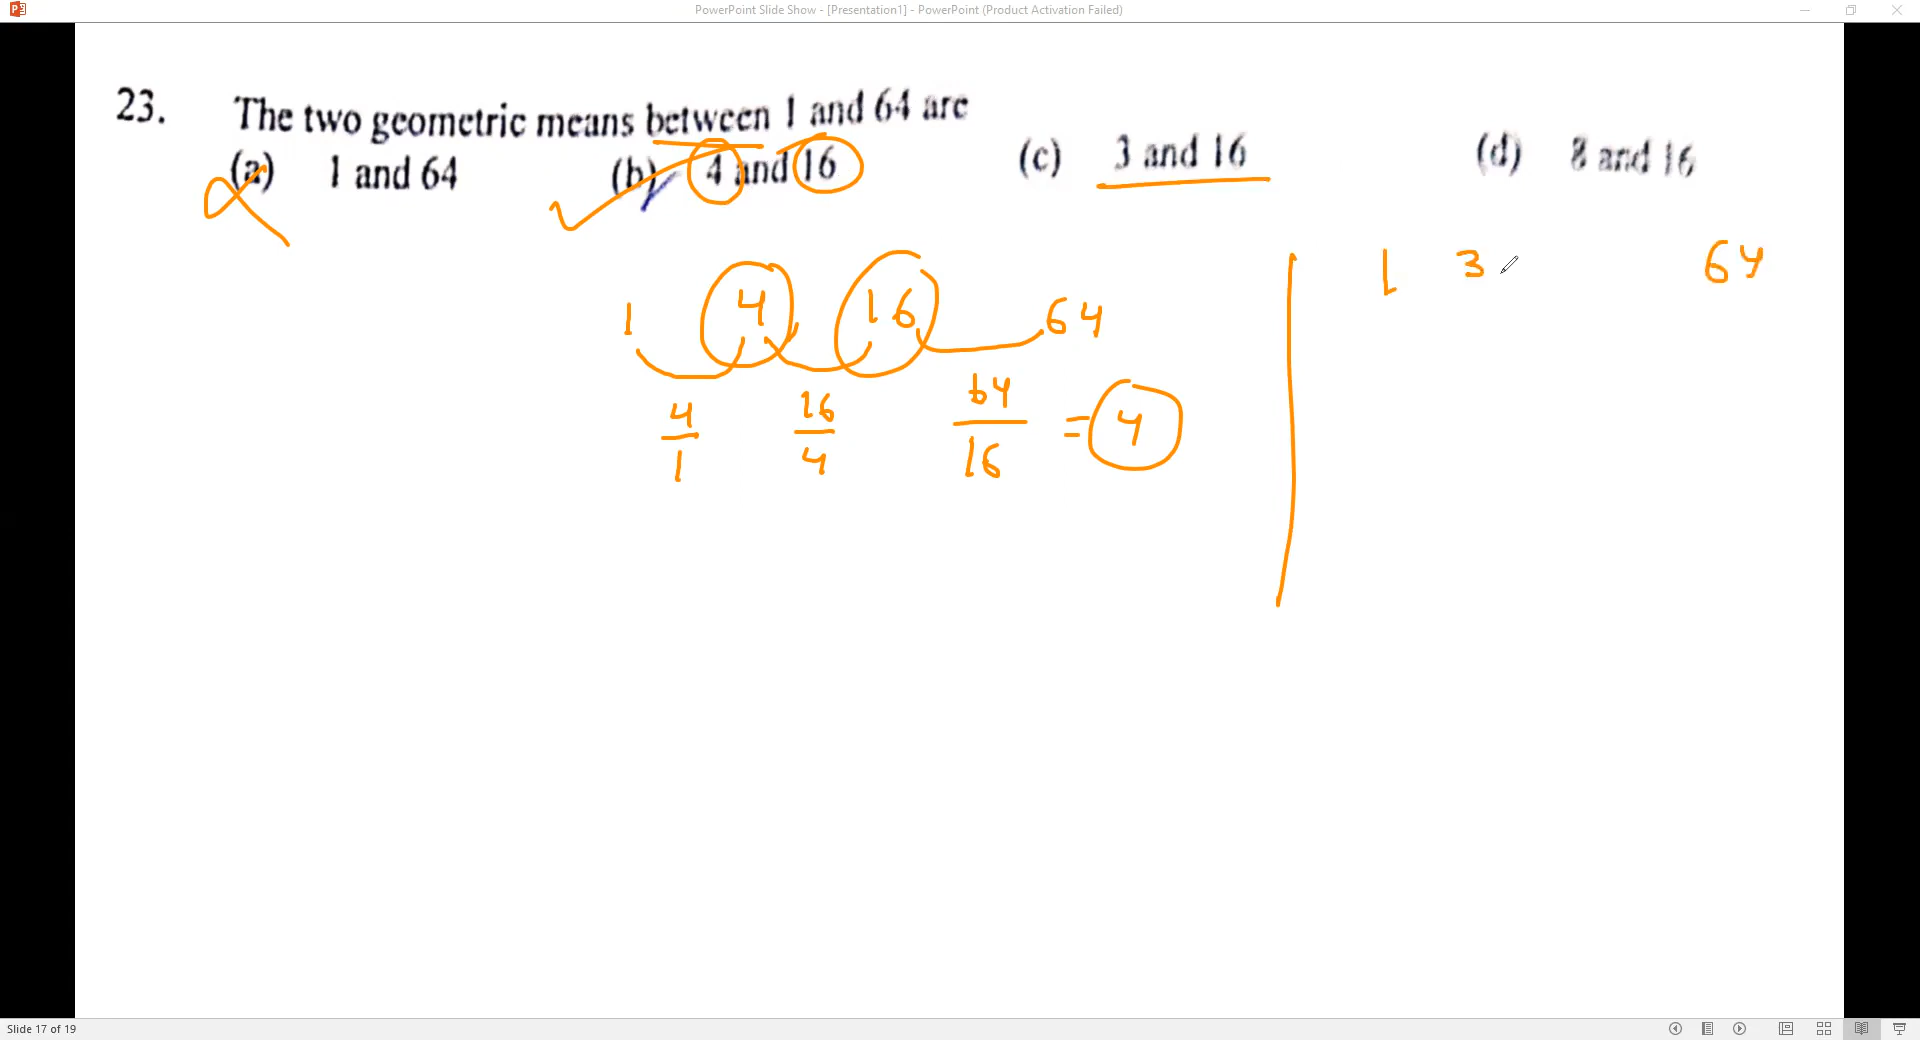 PowerPoint Slide Show - [Presentation1] - PowerPoint (Product Activation Failed)
23. The two geometric means between 1 and 64 are
(a) 1 and 64 (b) 4 and 16 (c) 3 and 16 (d) 8 and 16
1 3 64
1 4 16 64
4/1 16/4 64/16 = 4
Slide 17 of 19